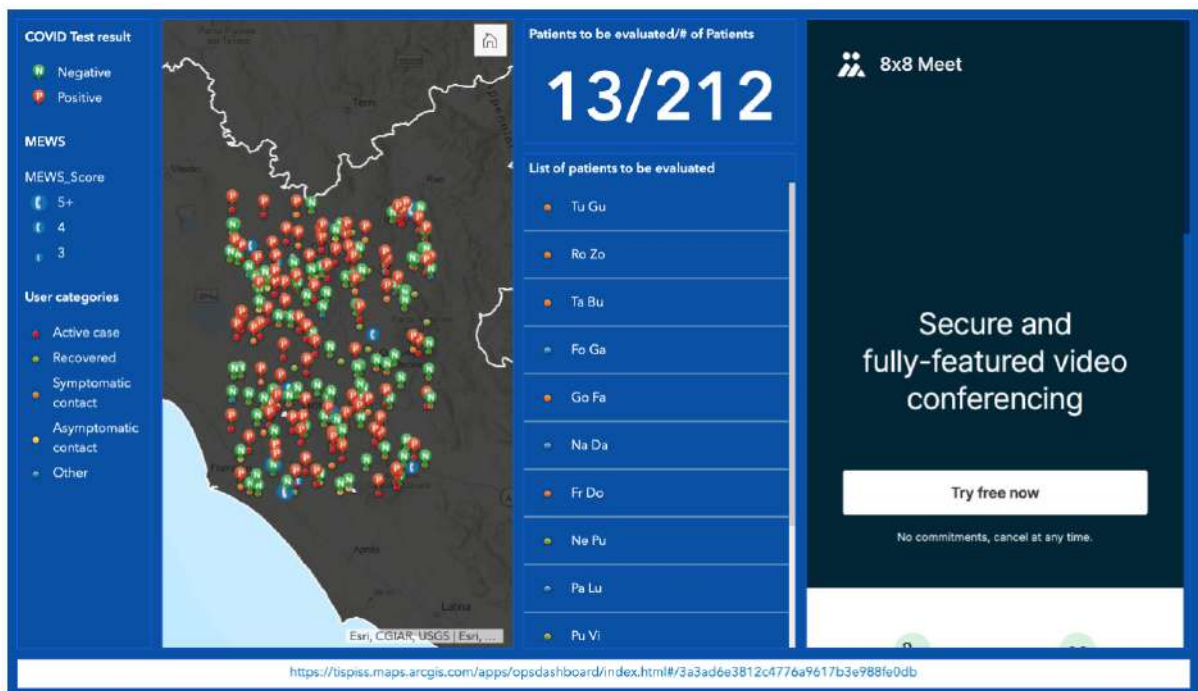 COVID Test result
N Negative
P Positive
MEWS
MEWS_Score
5+
4
3
User categories
Active case
Recovered
Symptomatic
contact
Asymptomatic
contact
Other
Terni
Rieti
Aprilia
Latina
Esri, CGIAR, USGS | Esri, ...
Patients to be evaluated/# of Patients
13/212
List of patients to be evaluated
Tu Gu
Ro Zo
Ta Bu
Fo Ga
Go Fa
Na Da
Fr Do
Ne Pu
Pa Lu
Pu Vi
8x8 Meet
Secure and
fully-featured video
conferencing
Try free now
No commitments, cancel at any time.
https://tispiss.maps.arcgis.com/apps/opsdashboard/index.html#/3a3ad6e3812c4776a9617b3e988fe0db